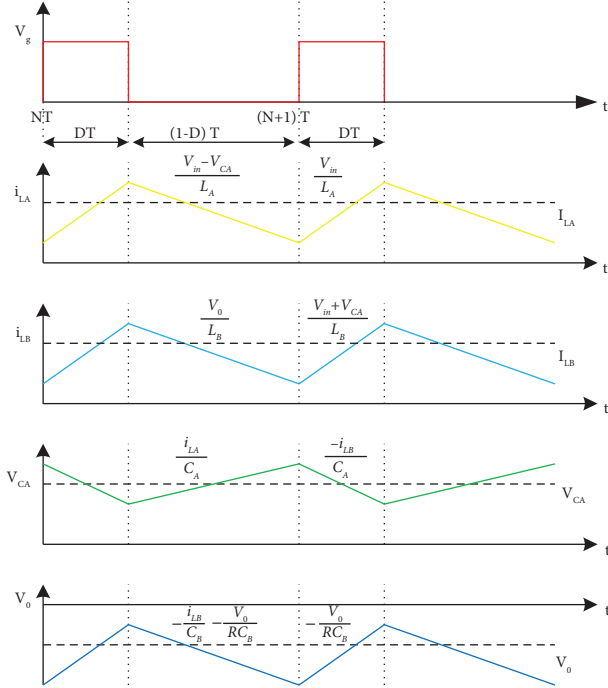 V_g
t
NT
(N+1) T
DT
(1-D) T
DT
i_LA
(V_in − V_CA)/L_A
V_in/L_A
I_LA
t
i_LB
V_0/L_B
(V_in + V_CA)/L_B
I_LB
t
V_CA
i_LA/C_A
−i_LB/C_A
V_CA
t
V_0
t
−i_LB/C_B − V_0/RC_B
−V_0/RC_B
V_0